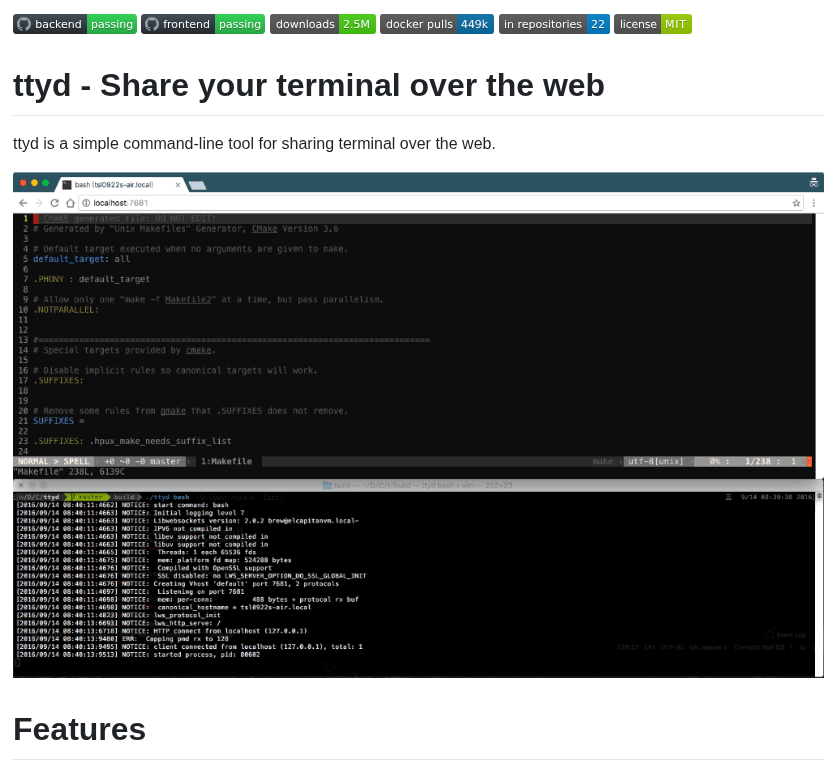 backend passing frontend passing downloads 2.5M docker pulls 449k in repositories 22 license MIT
ttyd - Share your terminal over the web
ttyd is a simple command-line tool for sharing terminal over the web.
bash (tsl0922s-air.local) ×
localhost:7681
1 CMAKE generated file: DO NOT EDIT!
2 # Generated by "Unix Makefiles" Generator, CMake Version 3.6
3
4 # Default target executed when no arguments are given to make.
5 default_target: all
6
7 .PHONY : default_target
8
9 # Allow only one "make -f Makefile2" at a time, but pass parallelism.
10 .NOTPARALLEL:
11
12
13 #=============================================================================
14 # Special targets provided by cmake.
15
16 # Disable implicit rules so canonical targets will work.
17 .SUFFIXES:
18
19
20 # Remove some rules from gmake that .SUFFIXES does not remove.
21 SUFFIXES =
22
23 .SUFFIXES: .hpux_make_needs_suffix_list
24
NORMAL > SPELL +0 ~0 -0 master 1:Makefile make utf-8[unix] 0% : 1/238 : 1
"Makefile" 238L, 6139C
build — ~/D/C/t/build — ttyd bash • vim — 202×23
~/D/C/ttyd master build ./ttyd bash 9/14 08:39:38 2016
[2016/09/14 08:40:11:4662] NOTICE: start command: bash
[2016/09/14 08:40:11:4663] NOTICE: Initial logging level 7
[2016/09/14 08:40:11:4663] NOTICE: Libwebsockets version: 2.0.2 brew@elcapitanvm.local-
[2016/09/14 08:40:11:4663] NOTICE: IPV6 not compiled in
[2016/09/14 08:40:11:4663] NOTICE: libev support not compiled in
[2016/09/14 08:40:11:4663] NOTICE: libuv support not compiled in
[2016/09/14 08:40:11:4665] NOTICE: Threads: 1 each 65536 fds
[2016/09/14 08:40:11:4675] NOTICE: mem: platform fd map: 524288 bytes
[2016/09/14 08:40:11:4676] NOTICE: Compiled with OpenSSL support
[2016/09/14 08:40:11:4676] NOTICE: SSL disabled: no LWS_SERVER_OPTION_DO_SSL_GLOBAL_INIT
[2016/09/14 08:40:11:4676] NOTICE: Creating Vhost 'default' port 7681, 2 protocols
[2016/09/14 08:40:11:4697] NOTICE: Listening on port 7681
[2016/09/14 08:40:11:4698] NOTICE: mem: per-conn: 488 bytes + protocol rx buf
[2016/09/14 08:40:11:4698] NOTICE: canonical_hostname = tsl0922s-air.local
[2016/09/14 08:40:11:4823] NOTICE: lws_protocol_init
[2016/09/14 08:40:13:6693] NOTICE: lws_http_serve: /
[2016/09/14 08:40:13:6718] NOTICE: HTTP connect from localhost (127.0.0.1)
[2016/09/14 08:40:13:9480] ERR: Capping pmd rx to 128
[2016/09/14 08:40:13:9495] NOTICE: client connected from localhost (127.0.0.1), total: 1
[2016/09/14 08:40:13:9513] NOTICE: started process, pid: 80602
Event Log
Features